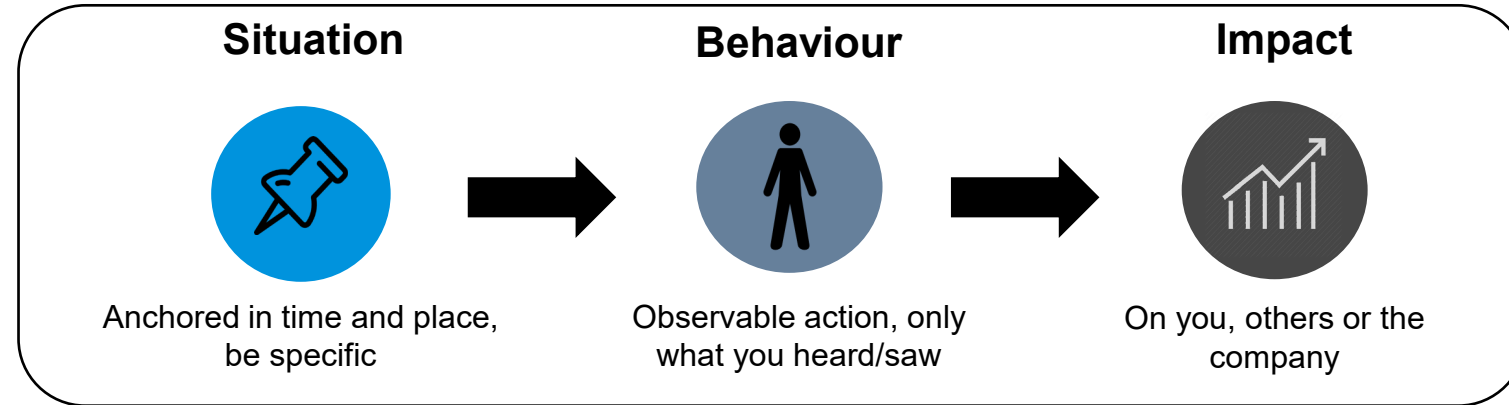 Situation
Behaviour
Impact
Anchored in time and place,
be specific
Observable action, only
what you heard/saw
On you, others or the
company